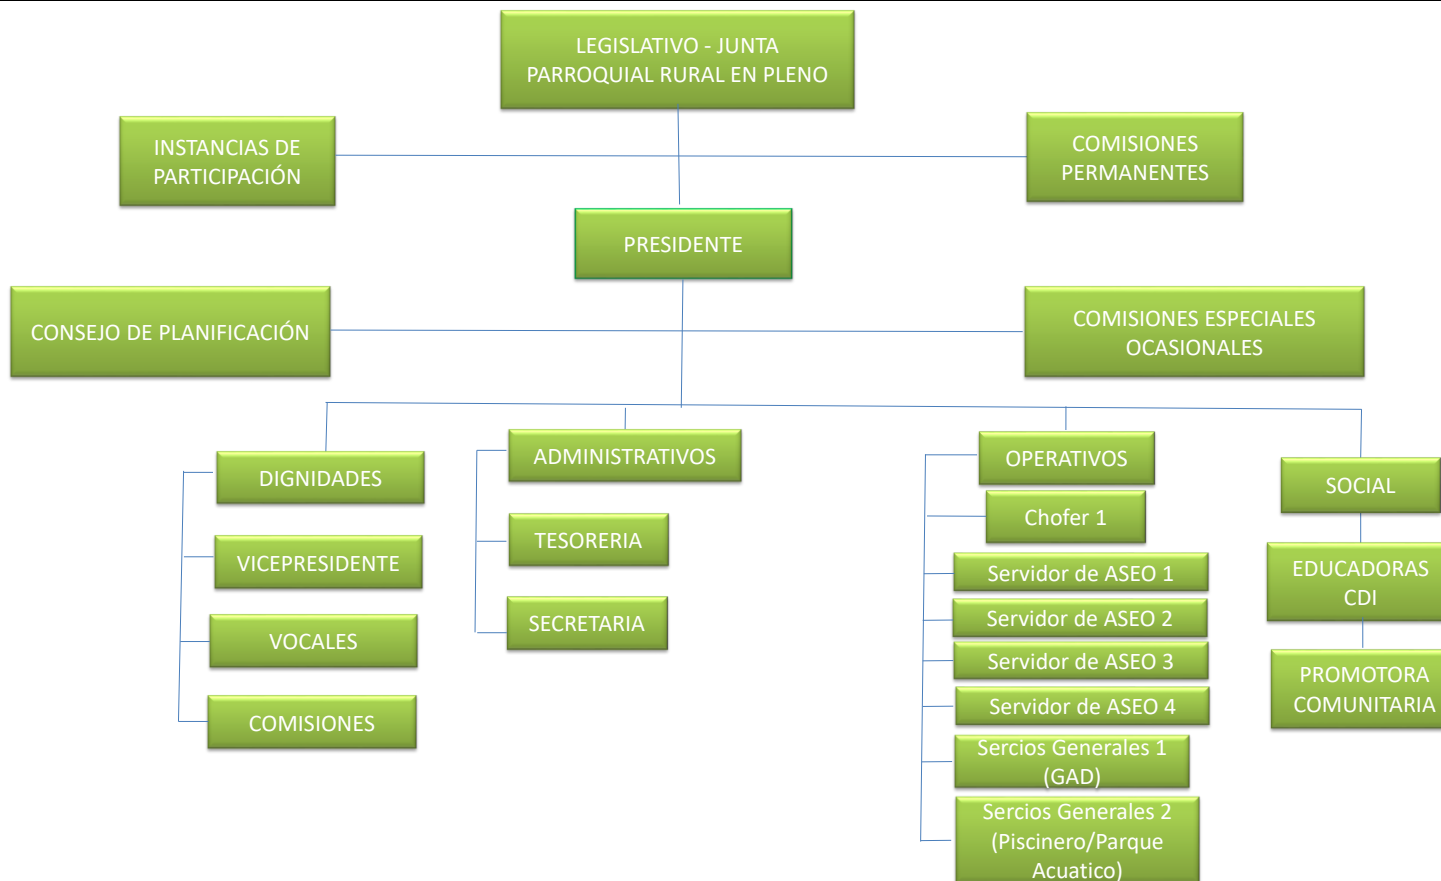 LEGISLATIVO - JUNTA
PARROQUIAL RURAL EN PLENO
INSTANCIAS DE
PARTICIPACIÓN
COMISIONES
PERMANENTES
PRESIDENTE
CONSEJO DE PLANIFICACIÓN
COMISIONES ESPECIALES
OCASIONALES
DIGNIDADES
VICEPRESIDENTE
VOCALES
COMISIONES
ADMINISTRATIVOS
TESORERIA
SECRETARIA
OPERATIVOS
Chofer 1
Servidor de ASEO 1
Servidor de ASEO 2
Servidor de ASEO 3
Servidor de ASEO 4
Sercios Generales 1
(GAD)
Sercios Generales 2
(Piscinero/Parque
Acuatico)
SOCIAL
EDUCADORAS
CDI
PROMOTORA
COMUNITARIA